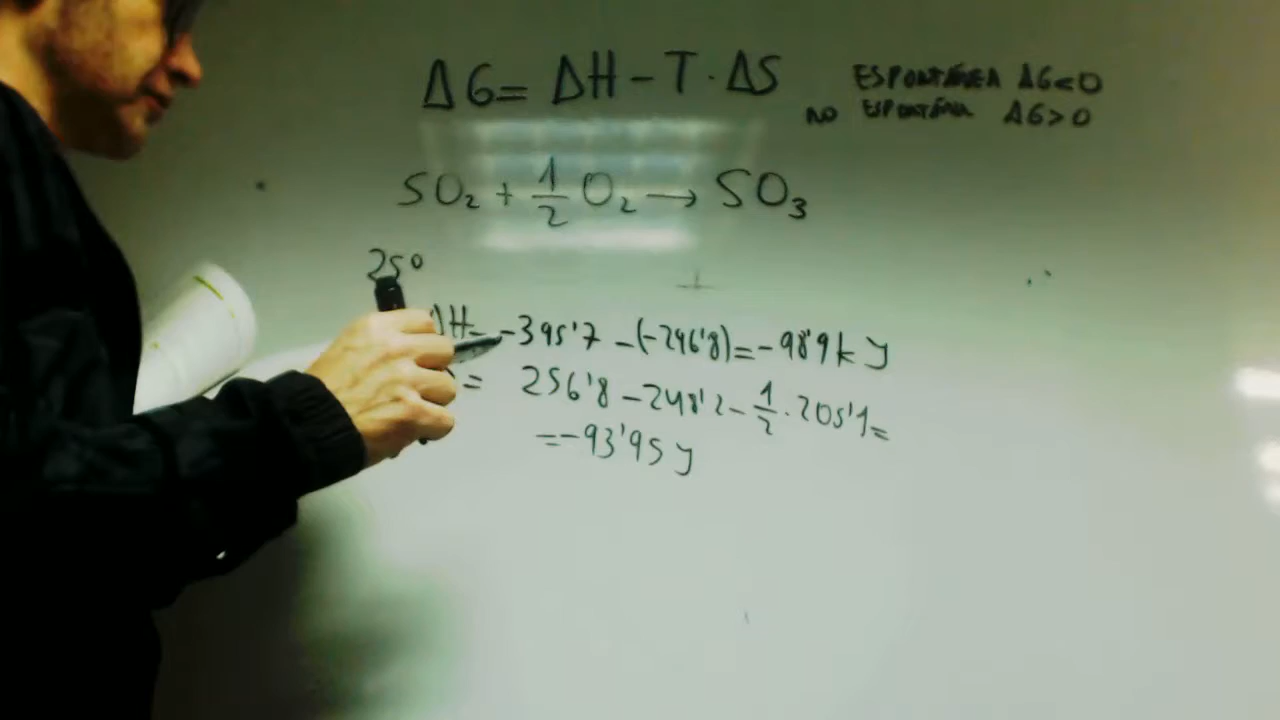 ΔG = ΔH - T · ΔS
ESPONTÁNEA ΔG<0
NO ESPONTÁNEA ΔG>0
SO₂ + 1/2 O₂ → SO₃
25°
ΔH= -395'7 - (-296'8) = -98'9 kJ
= 256'8 - 248'2 - 1/2 · 205'1 =
= -93'95 J